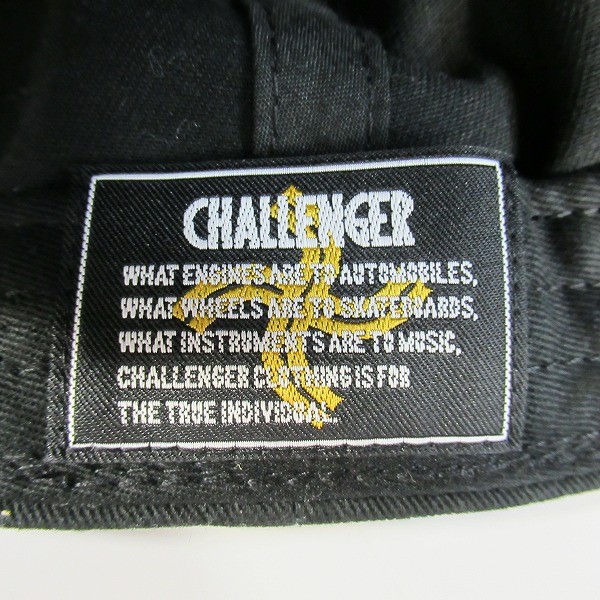 CHALLENGER
WHAT ENGINES ARE TO AUTOMOBILES,
WHAT WHEELS ARE TO SKATEBOARDS,
WHAT INSTRUMENTS ARE TO MUSIC,
CHALLENGER CLOTHING IS FOR
THE TRUE INDIVIDUAL.